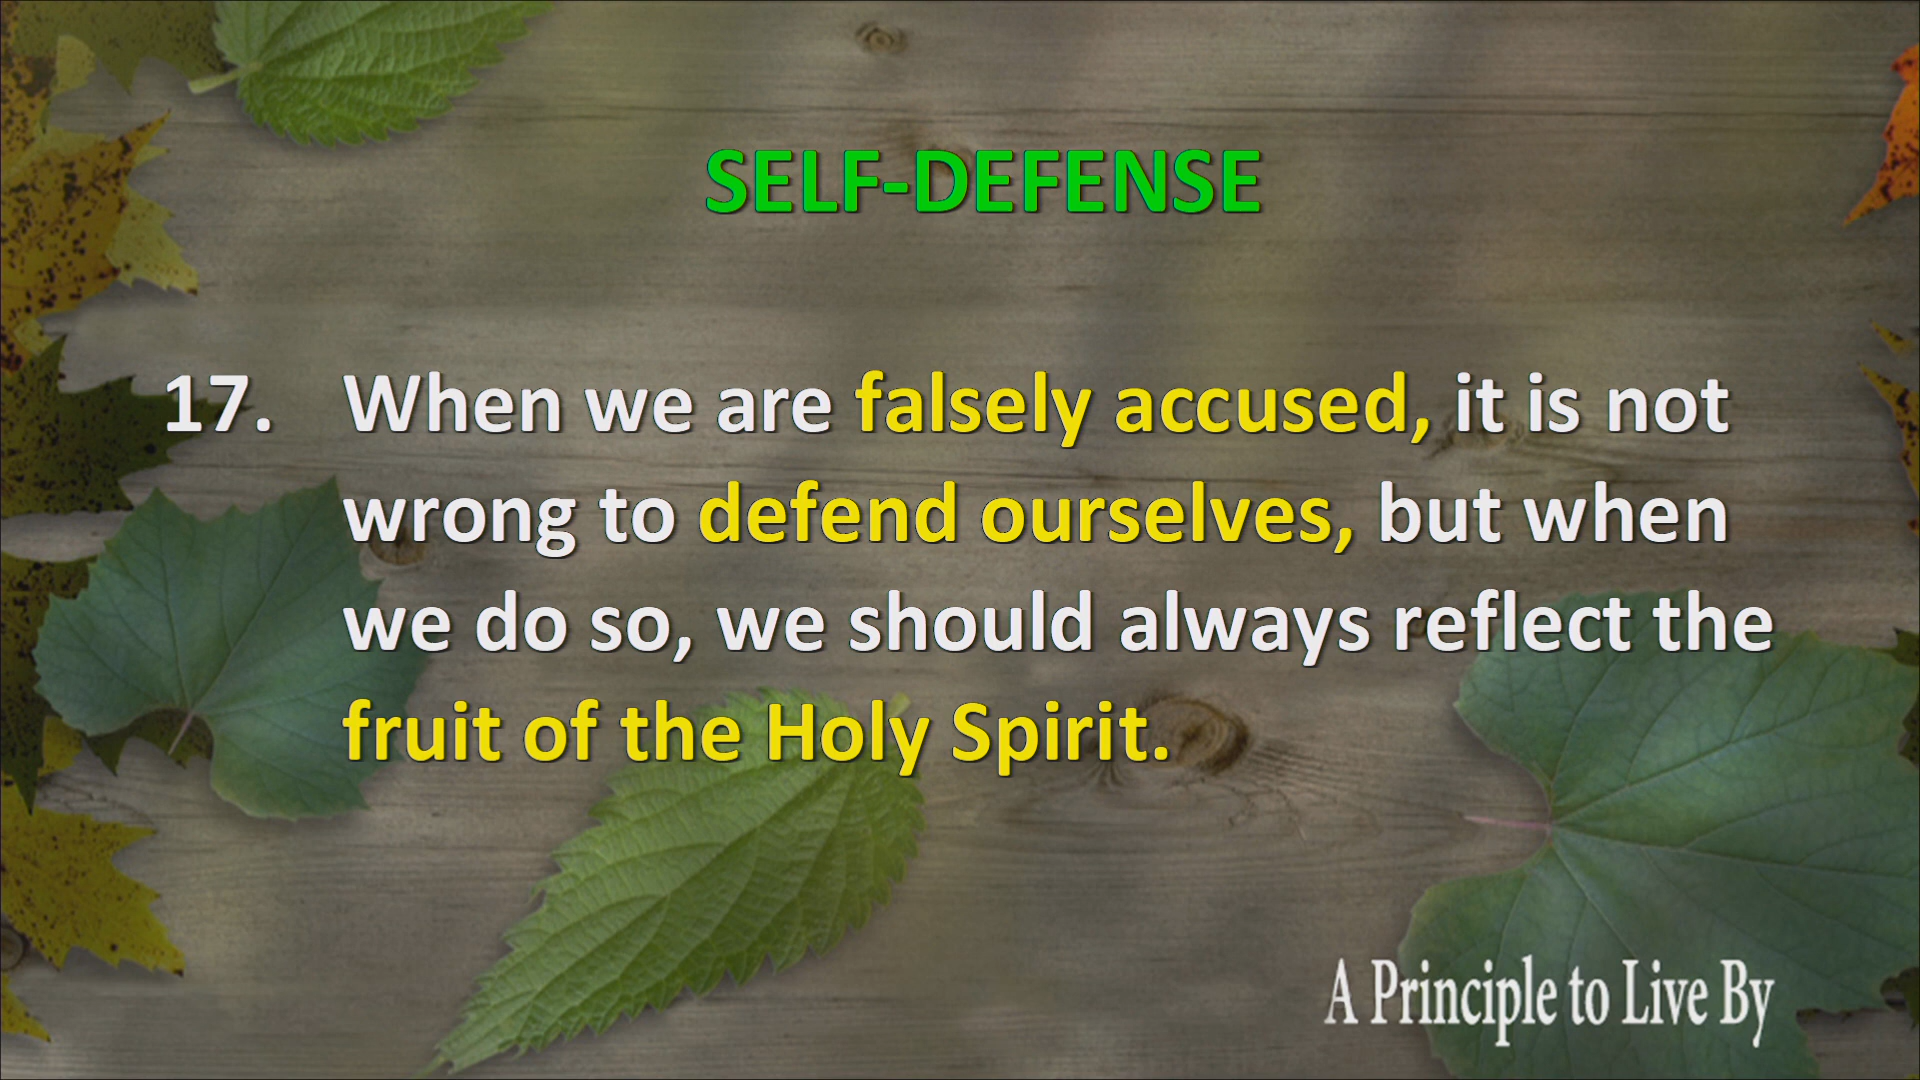 SELF-DEFENSE
17. When we are falsely accused, it is not
wrong to defend ourselves, but when
we do so, we should always reflect the
fruit of the Holy Spirit.
A Principle to Live By